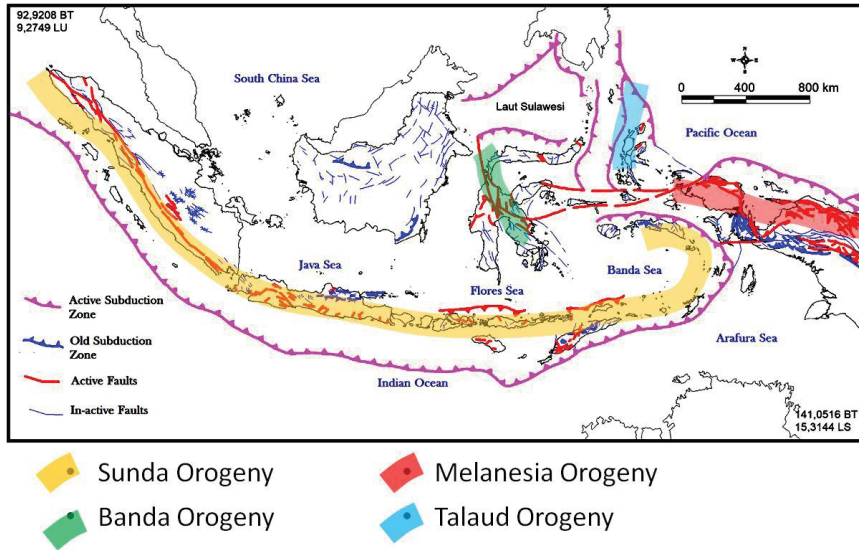 92,9208 BT
9,2749 LU
South China Sea
Laut Sulawesi
0 400 800 km
Pacific Ocean
Java Sea
Flores Sea
Banda Sea
Arafura Sea
Indian Ocean
Active Subduction
Zone
Old Subduction
Zone
Active Faults
In-active Faults
141,0516 BT
15,3144 LS
Sunda Orogeny
Melanesia Orogeny
Banda Orogeny
Talaud Orogeny